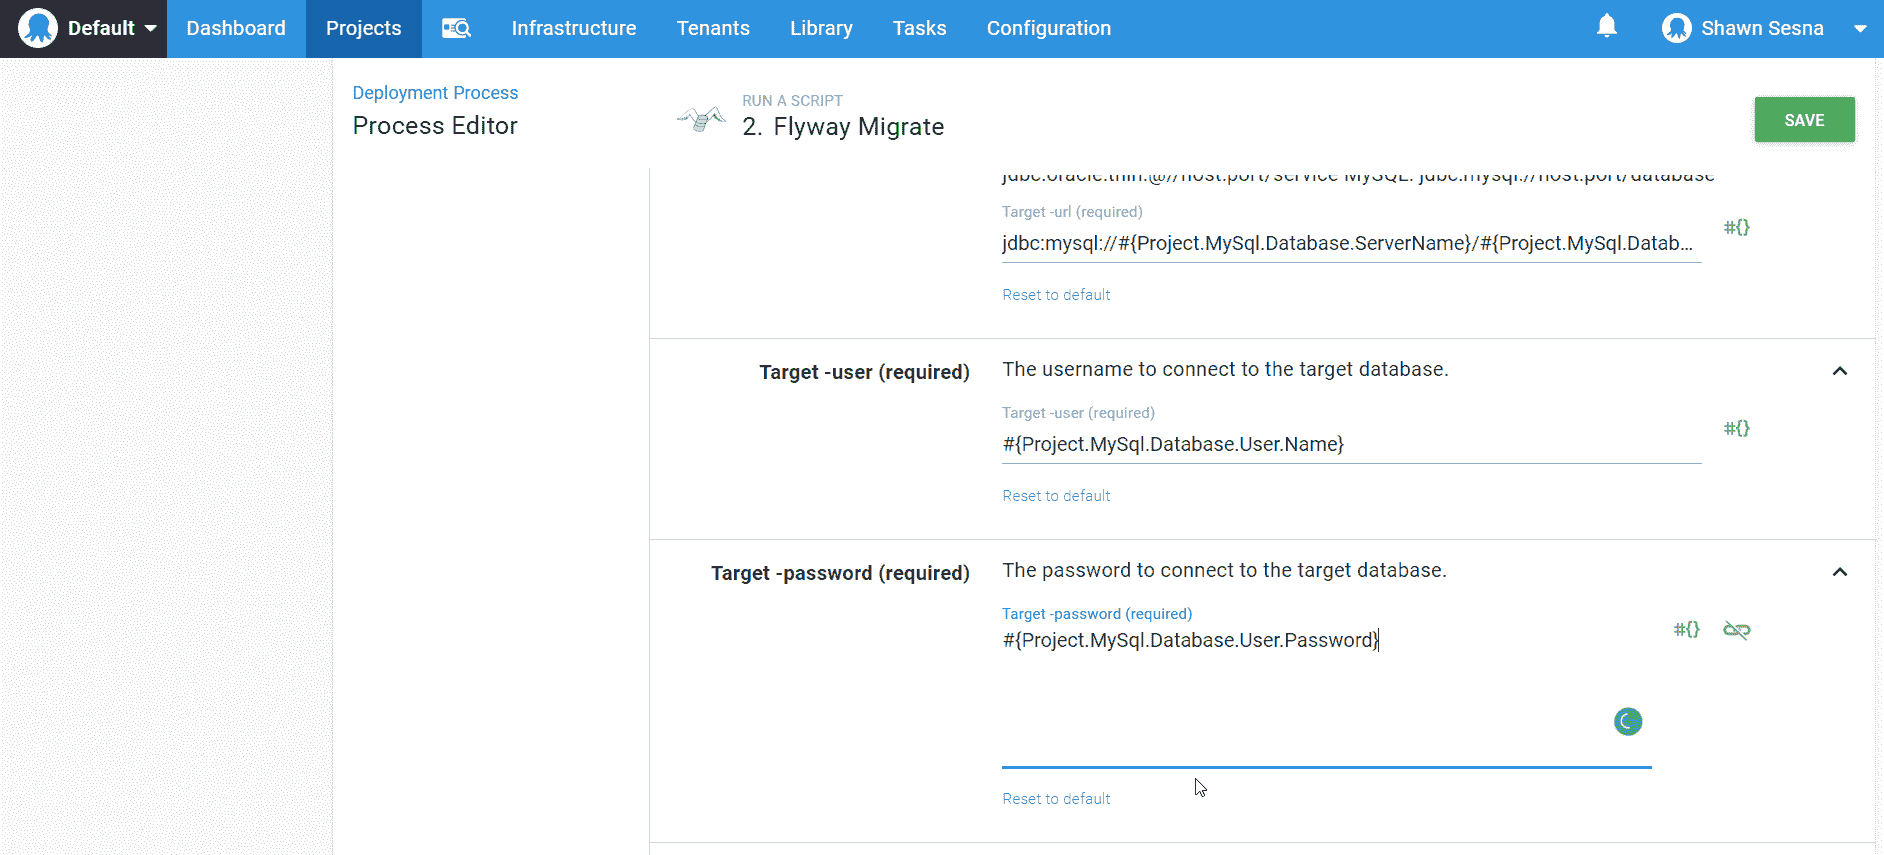 Default Dashboard Projects Infrastructure Tenants Library Tasks Configuration Shawn Sesna
Deployment Process
Process Editor
RUN A SCRIPT
2. Flyway Migrate
SAVE
jdbc:oracle:thin:@//host:port/service MySQL: jdbc:mysql://host:port/database
Target -url (required)
jdbc:mysql://#{Project.MySql.Database.ServerName}/#{Project.MySql.Datab...
#{}
Reset to default
Target -user (required)
The username to connect to the target database.
Target -user (required)
#{Project.MySql.Database.User.Name}
#{}
Reset to default
Target -password (required)
The password to connect to the target database.
Target -password (required)
#{Project.MySql.Database.User.Password}
#{}
Reset to default